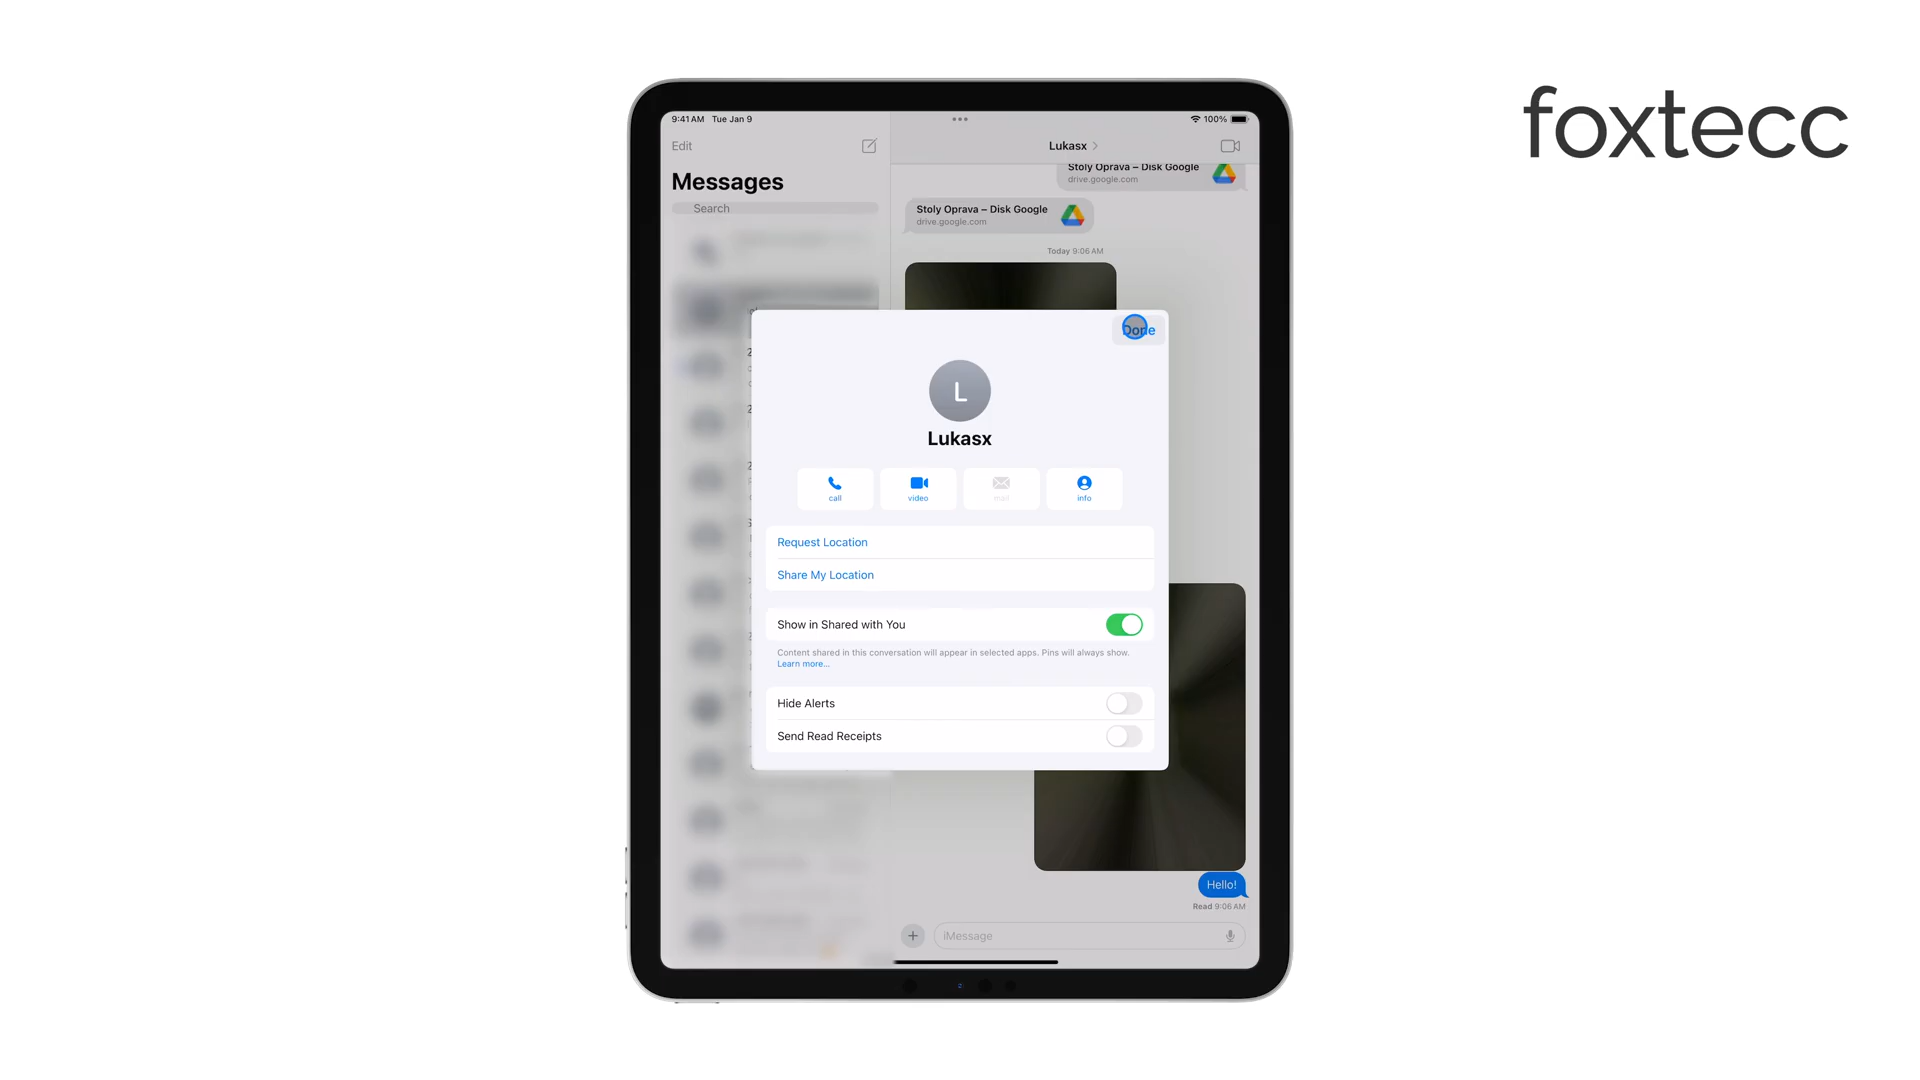 foxtecc
9:41 AM Tue Jan 9
100%
Edit
Messages
Search
Lukasx
Stoly Oprava – Disk Google
drive.google.com
Stoly Oprava – Disk Google
drive.google.com
Today 9:06 AM
Done
L
Lukasx
call
video
mail
info
Request Location
Share My Location
Show in Shared with You
Content shared in this conversation will appear in selected apps. Pins will always show.
Learn more...
Hide Alerts
Send Read Receipts
Hello!
Read 9:06 AM
iMessage